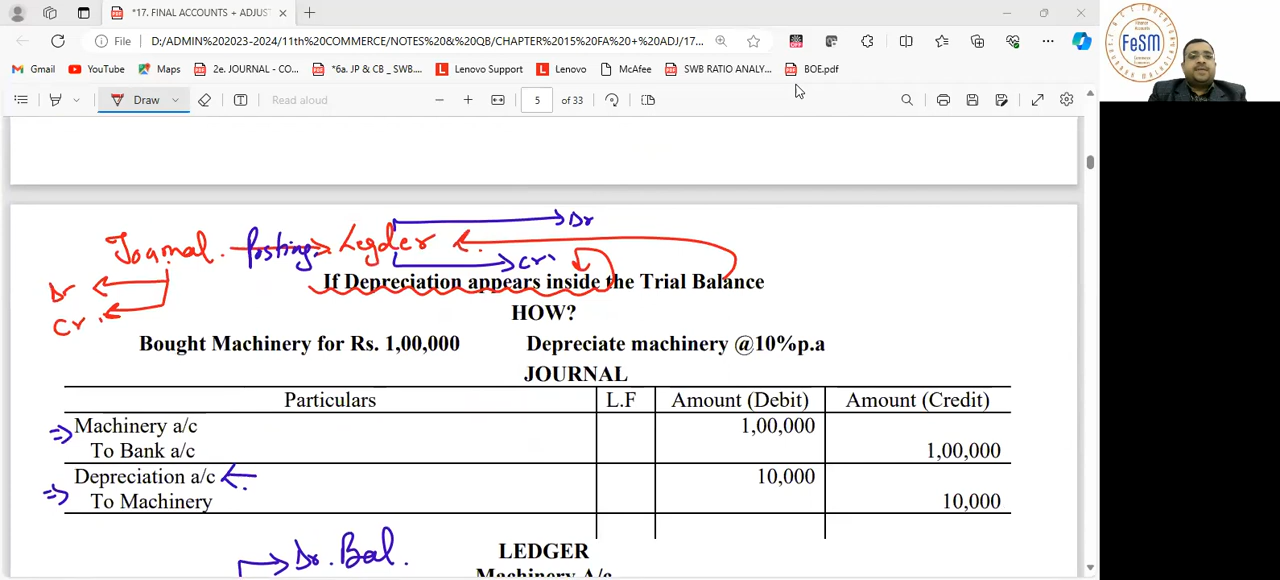 *17. FINAL ACCOUNTS + ADJUS
File D:/ADMIN%202023-2024/11th%20COMMERCE/NOTES%20&%20QB/CHAPTER%2015%20FA%20+%20ADJ/17...
Gmail YouTube Maps 2e. JOURNAL - CO... *6a. JP & CB _ SWB.... Lenovo Support Lenovo McAfee SWB RATIO ANALY... BOE.pdf
Draw Read aloud 5 of 33
FeSM
Journal. Posting. Legder Dr
Cr.
Dr
Cr.
If Depreciation appears inside the Trial Balance
HOW?
Bought Machinery for Rs. 1,00,000 Depreciate machinery @10%p.a
JOURNAL
Particulars L.F Amount (Debit) Amount (Credit)
Machinery a/c 1,00,000
To Bank a/c 1,00,000
Depreciation a/c 10,000
To Machinery 10,000
Dr. Bal.
LEDGER
Machinery A/c